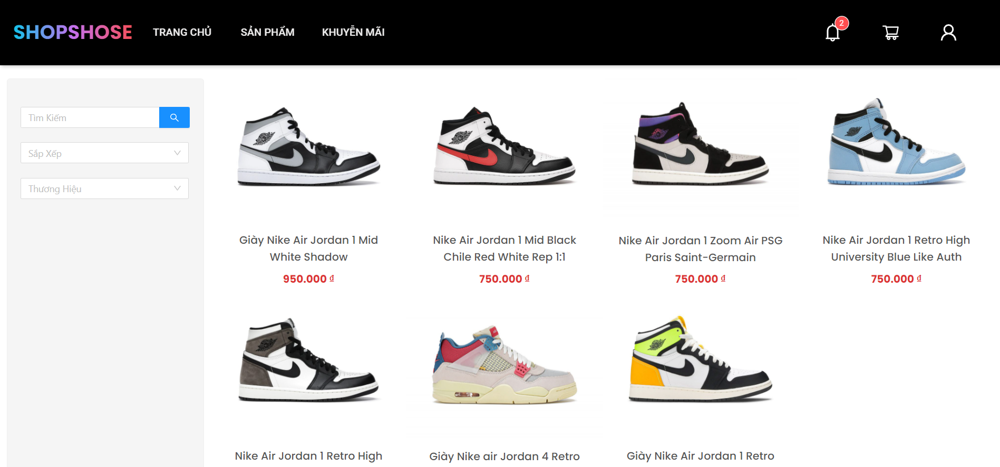 SHOPSHOSE
TRANG CHỦ
SẢN PHẨM
KHUYỄN MÃI
2
Tìm Kiếm
Sắp Xếp
Thương Hiệu
Giày Nike Air Jordan 1 Mid
White Shadow
950.000 ₫
Nike Air Jordan 1 Mid Black
Chile Red White Rep 1:1
750.000 ₫
Nike Air Jordan 1 Zoom Air PSG
Paris Saint-Germain
750.000 ₫
Nike Air Jordan 1 Retro High
University Blue Like Auth
750.000 ₫
Nike Air Jordan 1 Retro High
Giày Nike air Jordan 4 Retro
Giày Nike Air Jordan 1 Retro